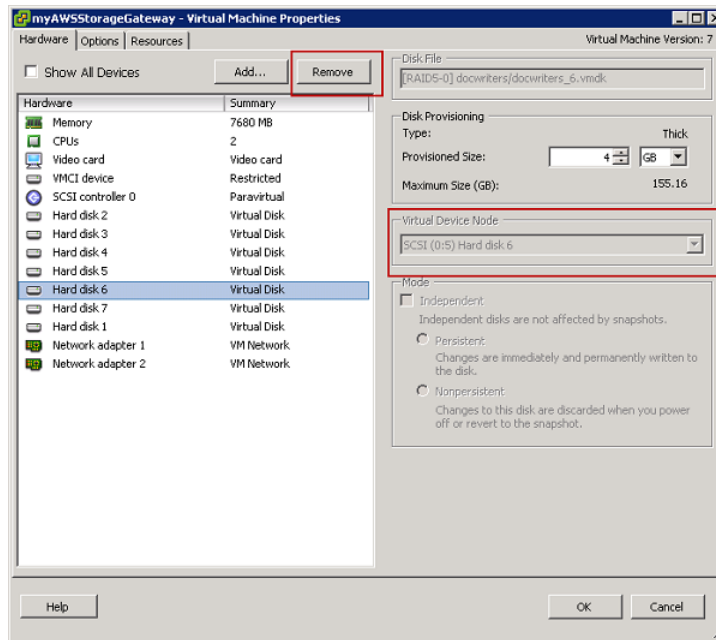 myAWSStorageGateway - Virtual Machine Properties
Hardware Options Resources
Virtual Machine Version: 7
Show All Devices
Add...
Remove
Hardware Summary
Memory 7680 MB
CPUs 2
Video card Video card
VMCI device Restricted
SCSI controller 0 Paravirtual
Hard disk 2 Virtual Disk
Hard disk 3 Virtual Disk
Hard disk 4 Virtual Disk
Hard disk 5 Virtual Disk
Hard disk 6 Virtual Disk
Hard disk 7 Virtual Disk
Hard disk 1 Virtual Disk
Network adapter 1 VM Network
Network adapter 2 VM Network
Disk File
[RAID5-0] docwriters/docwriters_6.vmdk
Disk Provisioning
Type: Thick
Provisioned Size: 4 GB
Maximum Size (GB): 155.16
Virtual Device Node
SCSI (0:5) Hard disk 6
Mode
Independent
Independent disks are not affected by snapshots.
Persistent
Changes are immediately and permanently written to
the disk.
Nonpersistent
Changes to this disk are discarded when you power
off or revert to the snapshot.
Help
OK
Cancel